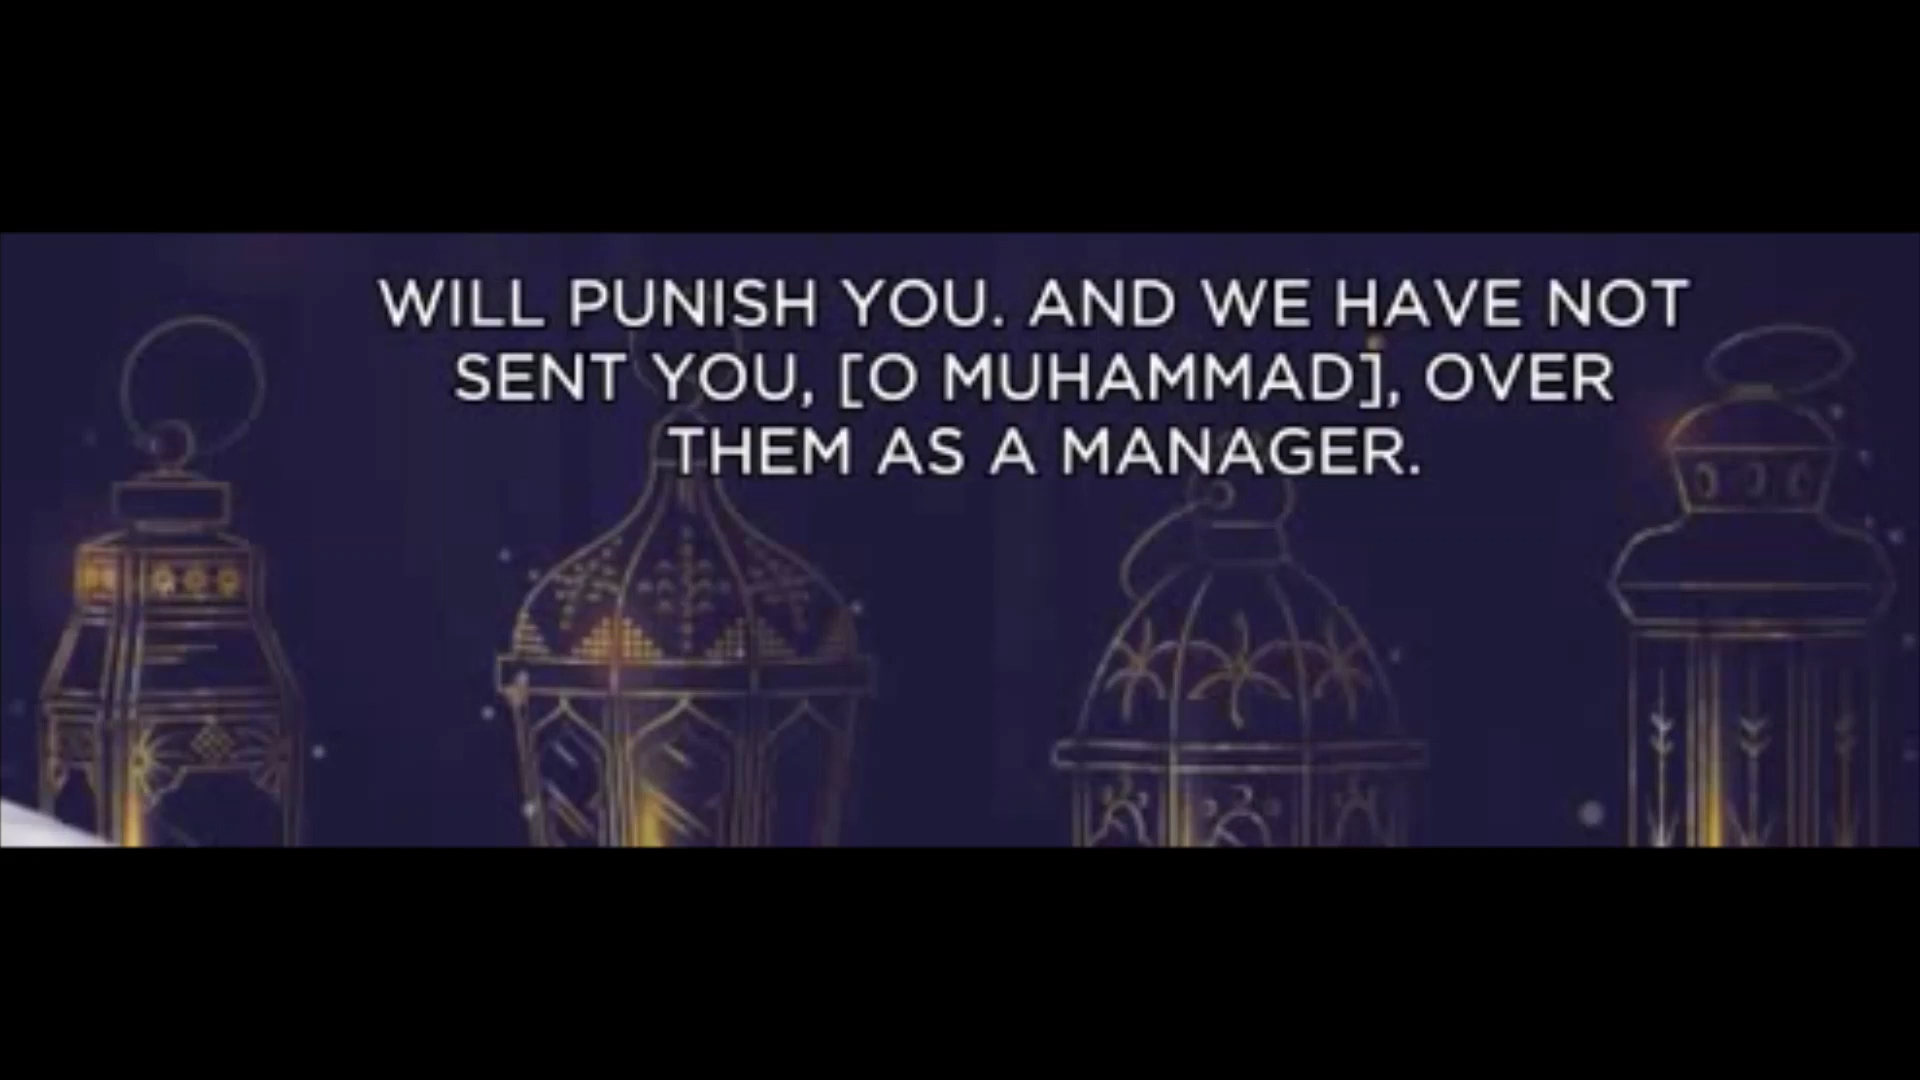 WILL PUNISH YOU. AND WE HAVE NOT
SENT YOU, [O MUHAMMAD], OVER
THEM AS A MANAGER.